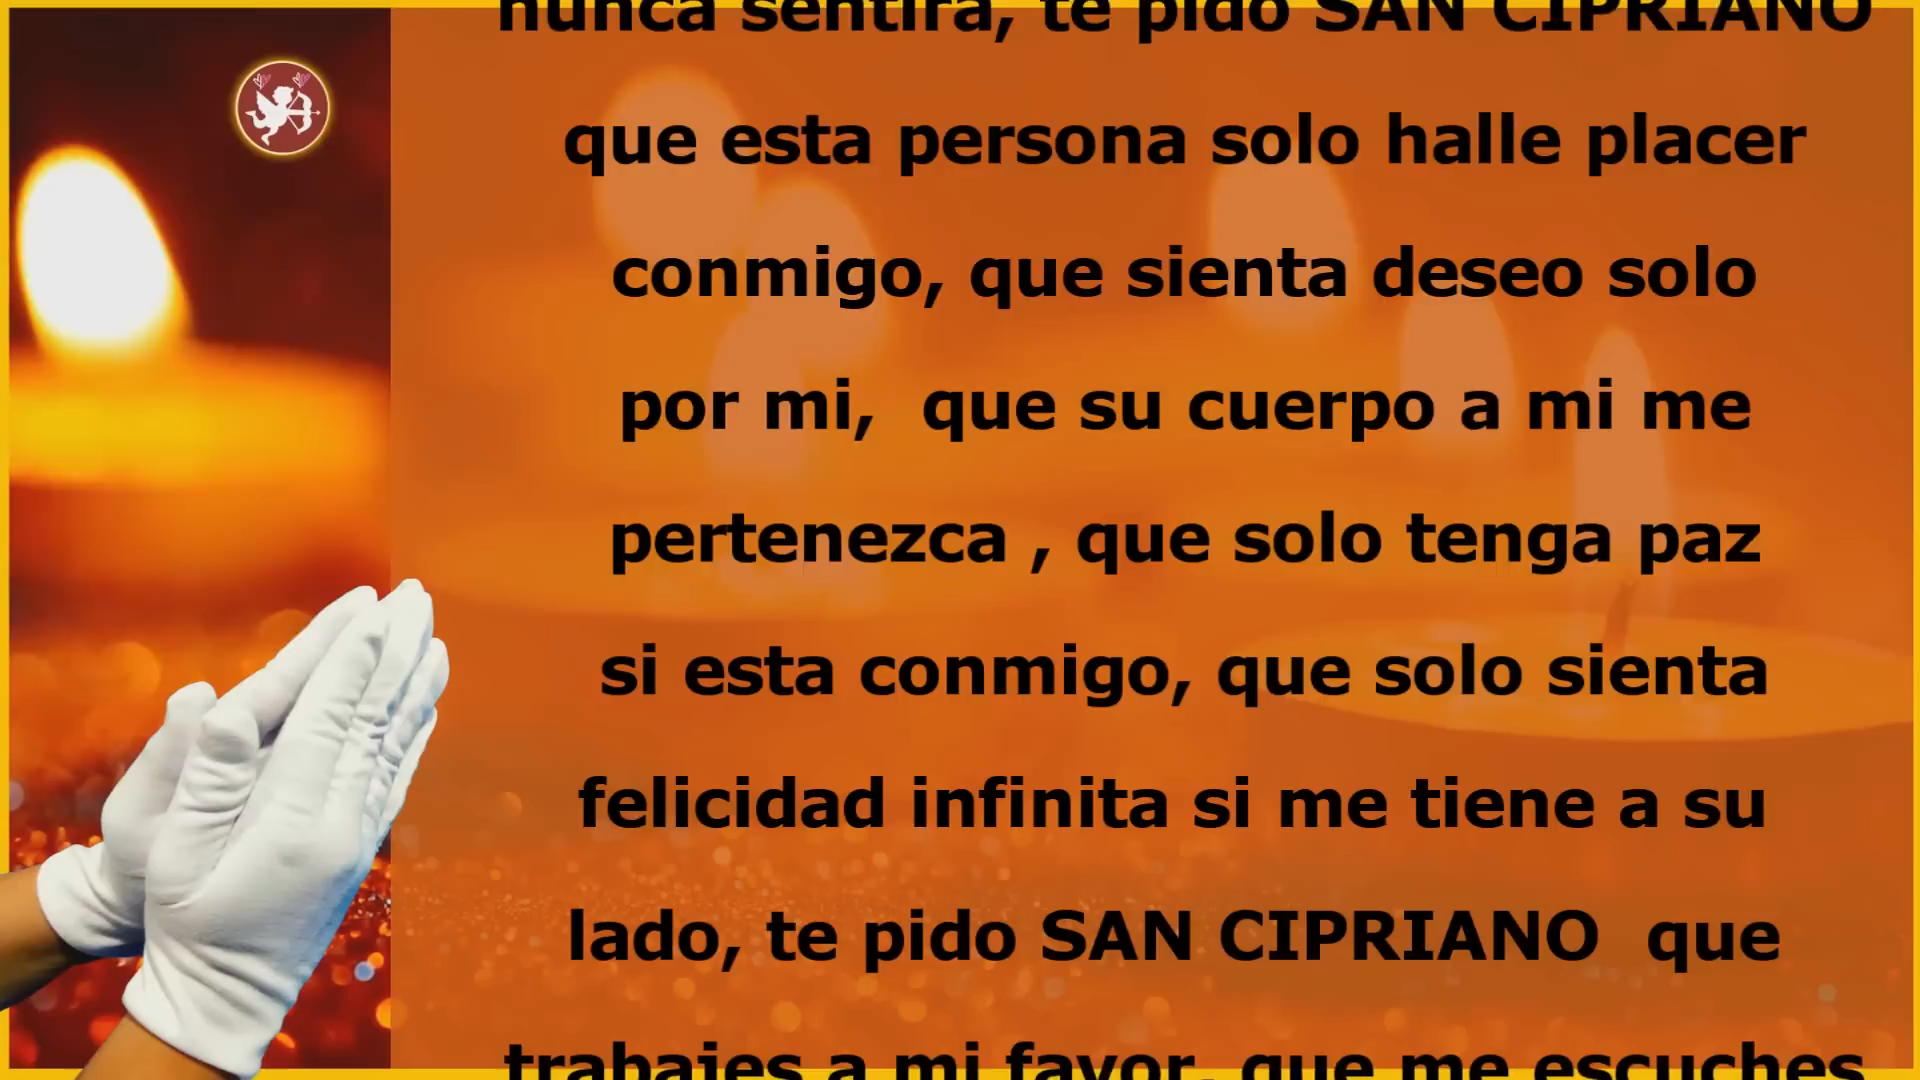 nunca sentirá, te pido SAN CIPRIANO
que esta persona solo halle placer
conmigo, que sienta deseo solo
por mi, que su cuerpo a mi me
pertenezca , que solo tenga paz
si esta conmigo, que solo sienta
felicidad infinita si me tiene a su
lado, te pido SAN CIPRIANO que
trabajes a mi favor, que me escuches